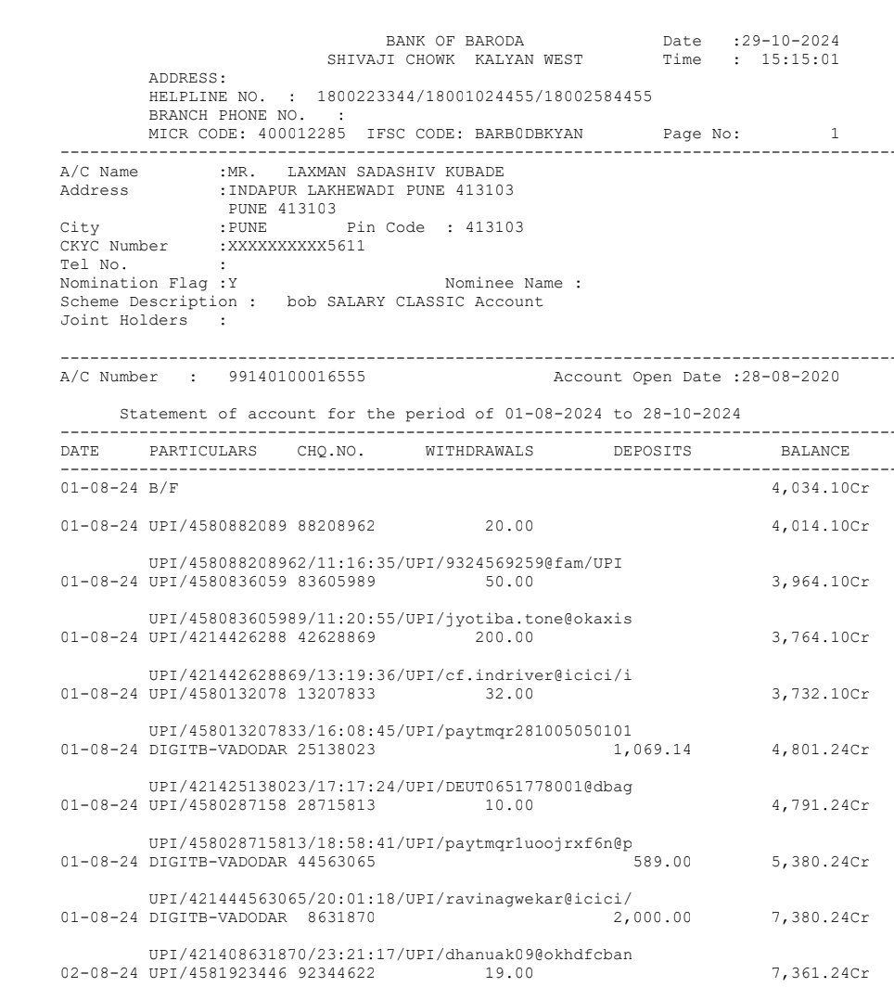 BANK OF BARODA Date :29-10-2024
SHIVAJI CHOWK KALYAN WEST Time : 15:15:01
ADDRESS:
HELPLINE NO. : 1800223344/18001024455/18002584455
BRANCH PHONE NO. :
MICR CODE: 400012285 IFSC CODE: BARB0DBKYAN Page No: 1
--------------------------------------------------------------------------------------
A/C Name :MR. LAXMAN SADASHIV KUBADE
Address :INDAPUR LAKHEWADI PUNE 413103
PUNE 413103
City :PUNE Pin Code : 413103
CKYC Number :XXXXXXXXXX5611
Tel No. :
Nomination Flag :Y Nominee Name :
Scheme Description : bob SALARY CLASSIC Account
Joint Holders :
--------------------------------------------------------------------------------------
A/C Number : 99140100016555 Account Open Date :28-08-2020
Statement of account for the period of 01-08-2024 to 28-10-2024
--------------------------------------------------------------------------------------
DATE PARTICULARS CHQ.NO. WITHDRAWALS DEPOSITS BALANCE
--------------------------------------------------------------------------------------
01-08-24 B/F 4,034.10Cr
01-08-24 UPI/4580882089 88208962 20.00 4,014.10Cr
UPI/458088208962/11:16:35/UPI/9324569259@fam/UPI
01-08-24 UPI/4580836059 83605989 50.00 3,964.10Cr
UPI/458083605989/11:20:55/UPI/jyotiba.tone@okaxis
01-08-24 UPI/4214426288 42628869 200.00 3,764.10Cr
UPI/421442628869/13:19:36/UPI/cf.indriver@icici/i
01-08-24 UPI/4580132078 13207833 32.00 3,732.10Cr
UPI/458013207833/16:08:45/UPI/paytmqr281005050101
01-08-24 DIGITB-VADODAR 25138023 1,069.14 4,801.24Cr
UPI/421425138023/17:17:24/UPI/DEUT0651778001@dbag
01-08-24 UPI/4580287158 28715813 10.00 4,791.24Cr
UPI/458028715813/18:58:41/UPI/paytmqr1uoojrxf6n@p
01-08-24 DIGITB-VADODAR 44563065 589.00 5,380.24Cr
UPI/421444563065/20:01:18/UPI/ravinagwekar@icici/
01-08-24 DIGITB-VADODAR 8631870 2,000.00 7,380.24Cr
UPI/421408631870/23:21:17/UPI/dhanuak09@okhdfcban
02-08-24 UPI/4581923446 92344622 19.00 7,361.24Cr